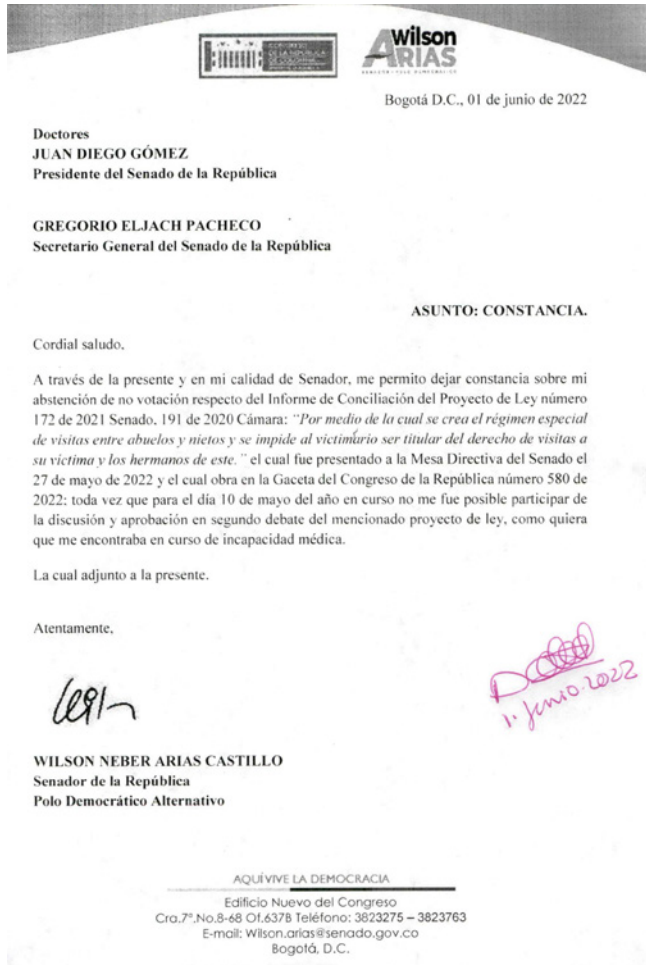 CONGRESO
DE LA REPÚBLICA
DE COLOMBIA
Wilson
ARIAS
Bogotá D.C., 01 de junio de 2022
Doctores
JUAN DIEGO GÓMEZ
Presidente del Senado de la República
GREGORIO ELJACH PACHECO
Secretario General del Senado de la República
ASUNTO: CONSTANCIA.
Cordial saludo,
A través de la presente y en mi calidad de Senador, me permito dejar constancia sobre mi
abstención de no votación respecto del Informe de Conciliación del Proyecto de Ley número
172 de 2021 Senado, 191 de 2020 Cámara: "Por medio de la cual se crea el régimen especial
de visitas entre abuelos y nietos y se impide al victimario ser titular del derecho de visitas a
su victima y los hermanos de este." el cual fue presentado a la Mesa Directiva del Senado el
27 de mayo de 2022 y el cual obra en la Gaceta del Congreso de la República número 580 de
2022; toda vez que para el día 10 de mayo del año en curso no me fue posible participar de
la discusión y aprobación en segundo debate del mencionado proyecto de ley, como quiera
que me encontraba en curso de incapacidad médica.
La cual adjunto a la presente.
Atentamente,
1. junio. 2022
WILSON NEBER ARIAS CASTILLO
Senador de la República
Polo Democrático Alternativo
AQUÍ VIVE LA DEMOCRACIA
Edificio Nuevo del Congreso
Cra.7ª.No.8-68 Of.637B Teléfono: 3823275 – 3823763
E-mail: Wilson.arias@senado.gov.co
Bogotá, D.C.